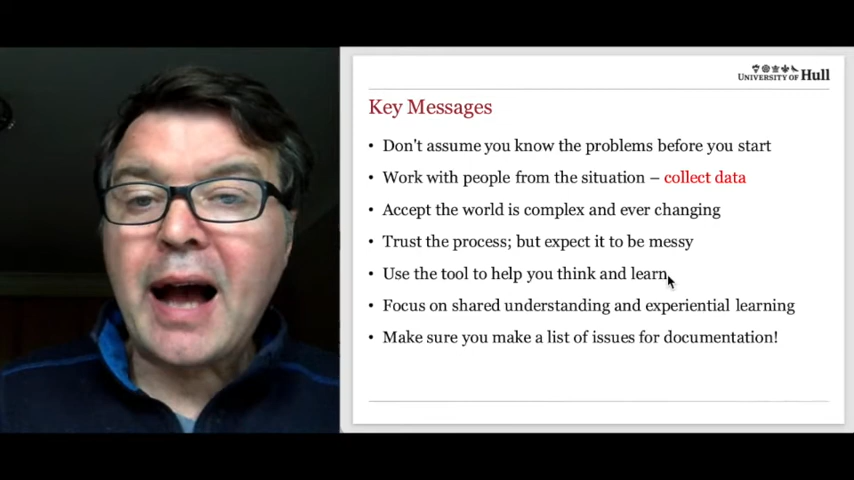 UNIVERSITY OF Hull
Key Messages
• Don't assume you know the problems before you start
• Work with people from the situation – collect data
• Accept the world is complex and ever changing
• Trust the process; but expect it to be messy
• Use the tool to help you think and learn
• Focus on shared understanding and experiential learning
• Make sure you make a list of issues for documentation!